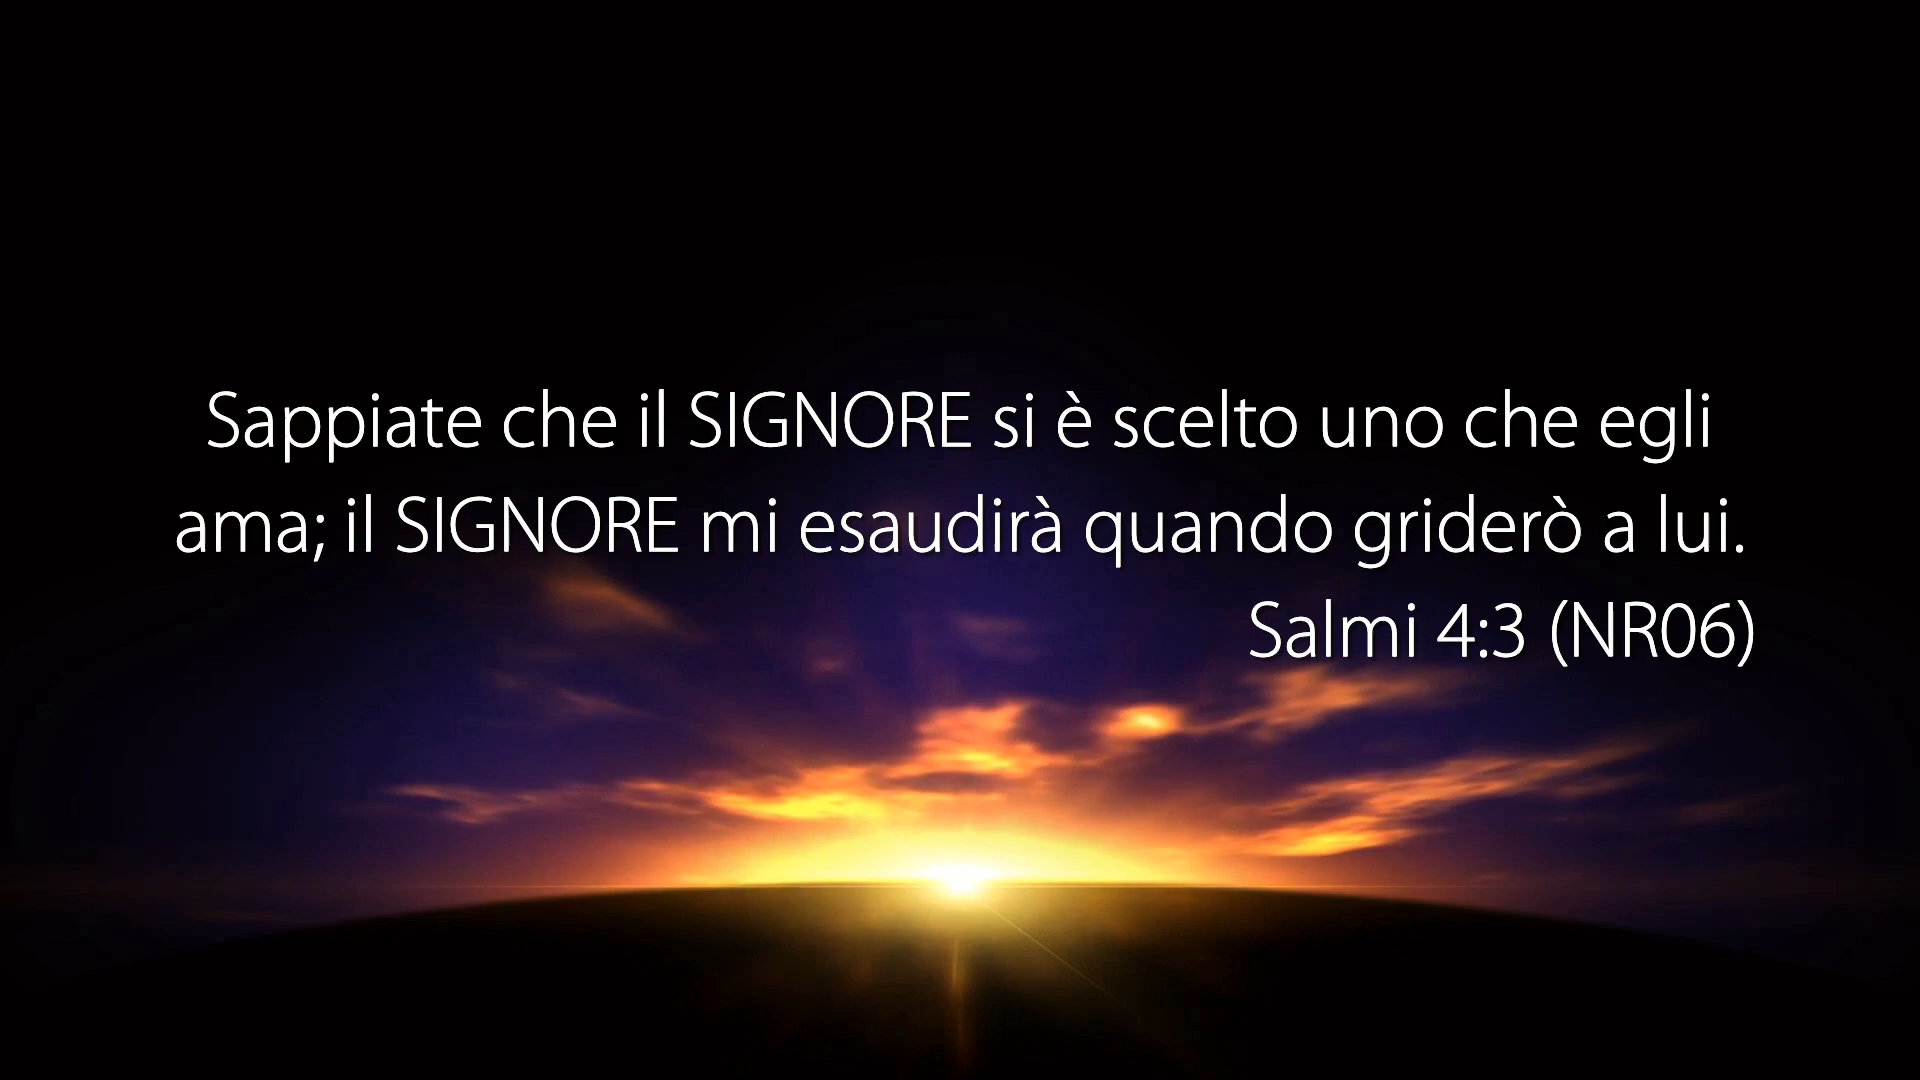 Sappiate che il SIGNORE si è scelto uno che egli
ama; il SIGNORE mi esaudirà quando griderò a lui.
Salmi 4:3 (NR06)